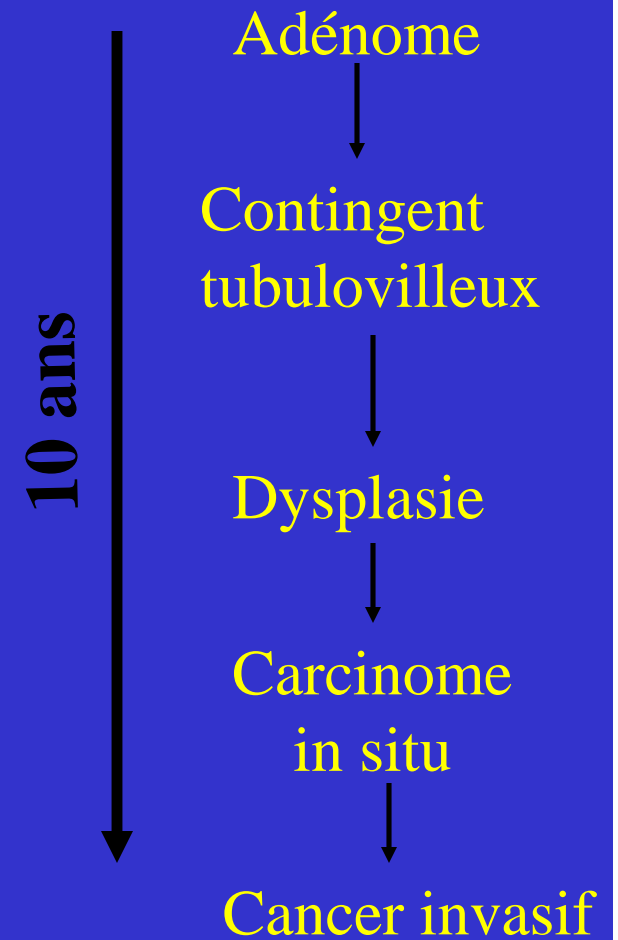 Adénome
Contingent
tubulovilleux
10 ans
Dysplasie
Carcinome
in situ
Cancer invasif